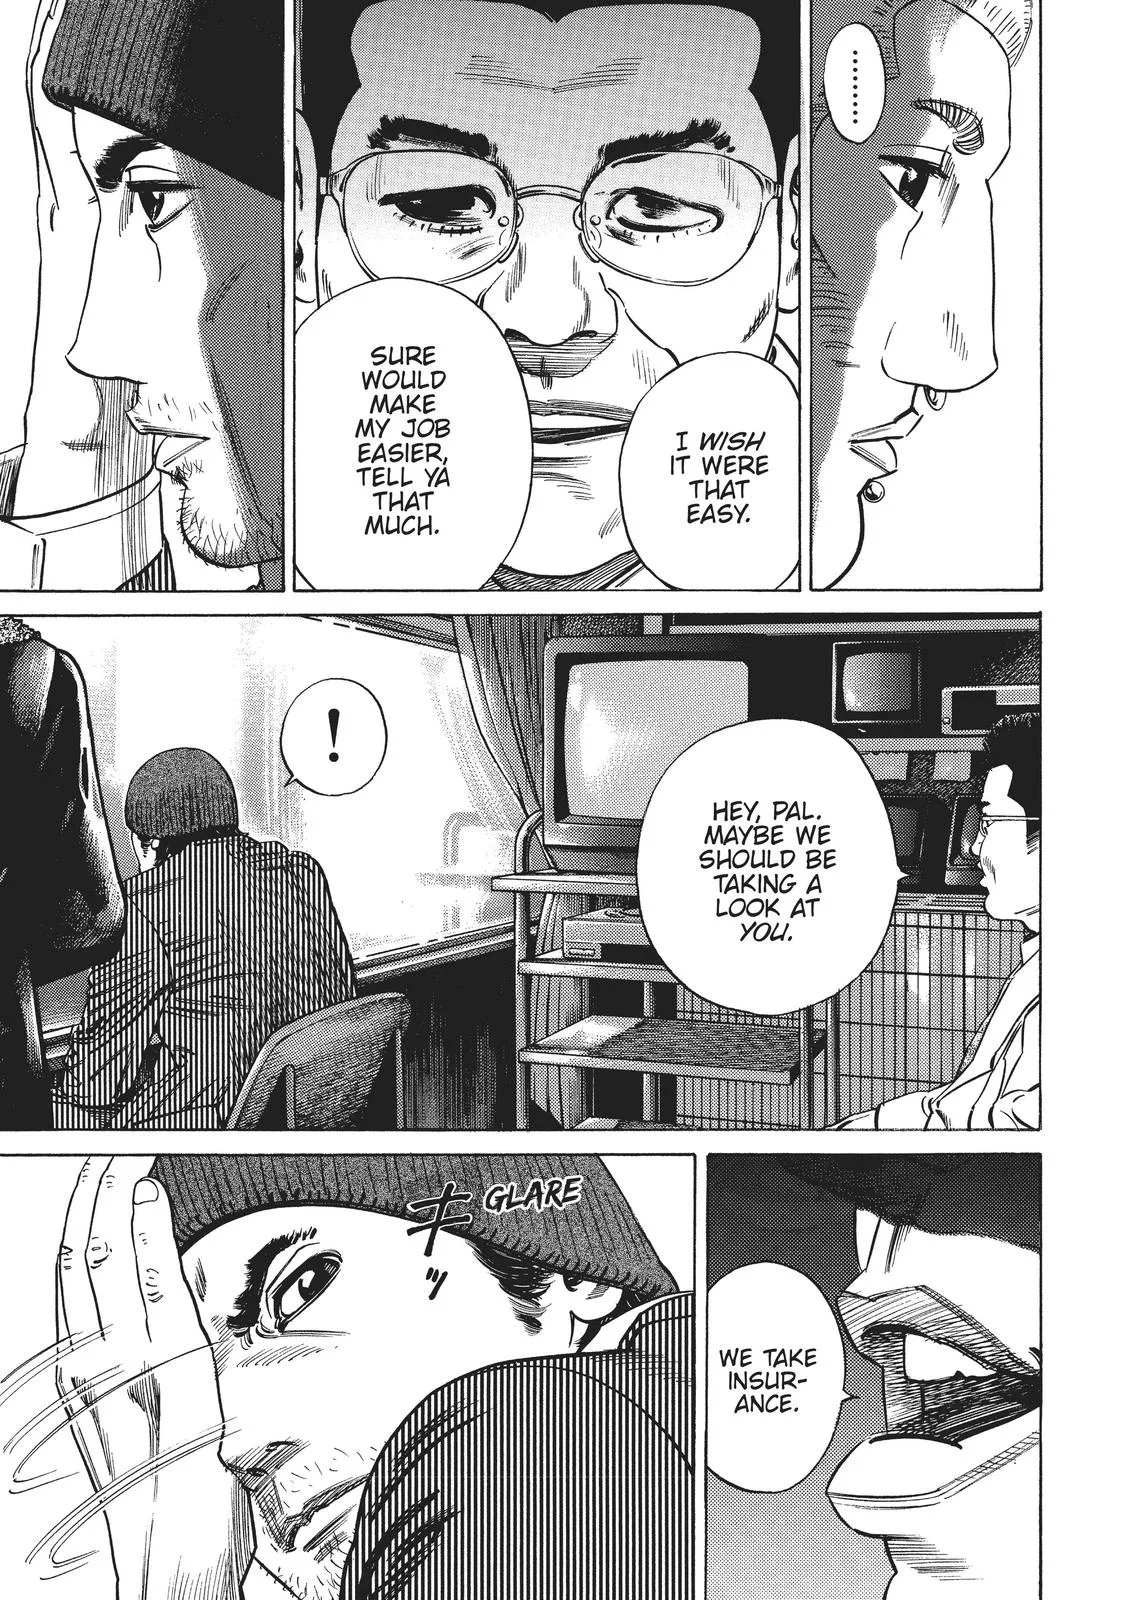 ………
I WISH
IT WERE
THAT
EASY.
SURE
WOULD
MAKE
MY JOB
EASIER,
TELL YA
THAT
MUCH.
HEY, PAL.
MAYBE WE
SHOULD BE
TAKING A
LOOK AT
YOU.
!
WE TAKE
INSUR-
ANCE.
キッ
GLARE